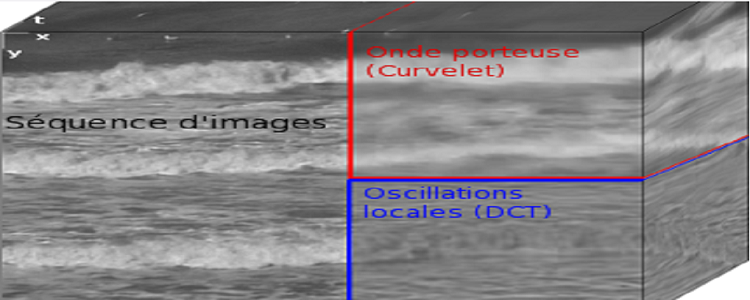 t
x
y
Onde porteuse
(Curvelet)
Séquence d'images
Oscillations
locales (DCT)